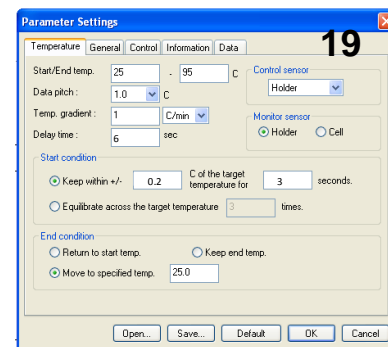 Parameter Settings
19
Temperature General Control Information Data
Start/End temp. 25 - 95 C
Control sensor
Holder
Data pitch : 1.0 C
Temp. gradient : 1 C/min
Monitor sensor
Holder Cell
Delay time : 6 sec
Start condition
Keep within +/- 0.2 C of the target temperature for 3 seconds.
Equilibrate across the target temperature 3 times.
End condition
Return to start temp. Keep end temp.
Move to specified temp. 25.0
Open... Save... Default OK Cancel